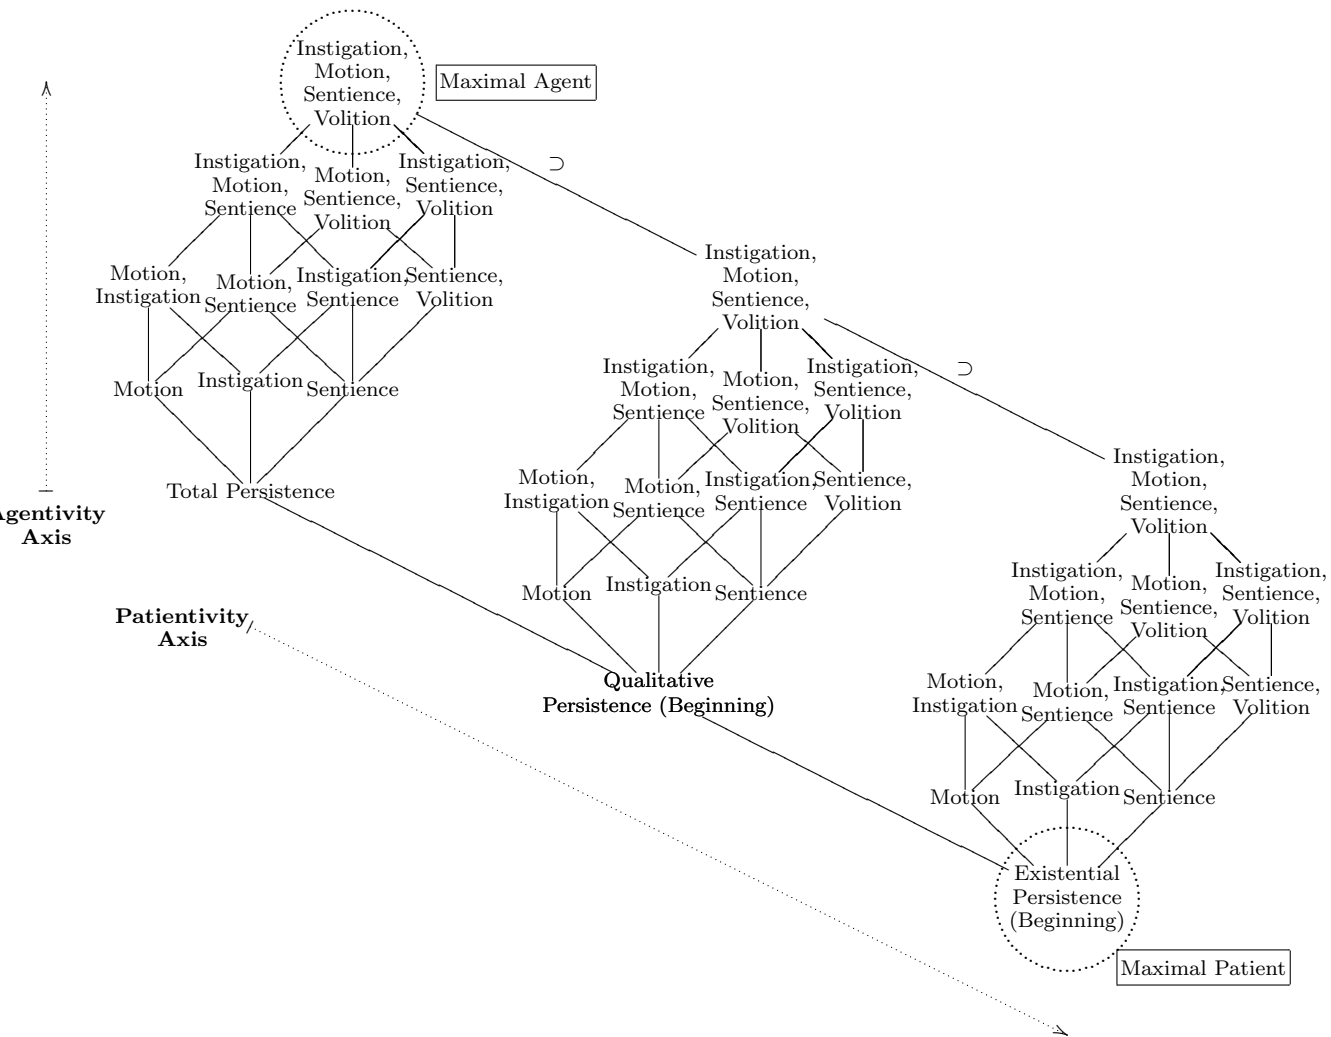 Instigation,
Motion,
Sentience,
Volition
Maximal Agent
Instigation,
Motion,
Sentience
Motion,
Sentience,
Volition
Instigation,
Sentience,
Volition
⊃
Motion,
Instigation
Motion,
Sentience
Instigation,
Sentience
Sentience,
Volition
Motion
Instigation
Sentience
Total Persistence
Agentivity
Axis
Instigation,
Motion,
Sentience,
Volition
Instigation,
Motion,
Sentience
Motion,
Sentience,
Volition
Instigation,
Sentience,
Volition
⊃
Motion,
Instigation
Motion,
Sentience
Instigation,
Sentience
Sentience,
Volition
Motion
Instigation
Sentience
Qualitative
Persistence (Beginning)
Patientivity
Axis
Instigation,
Motion,
Sentience,
Volition
Instigation,
Motion,
Sentience
Motion,
Sentience,
Volition
Instigation,
Sentience,
Volition
Motion,
Instigation
Motion,
Sentience
Instigation,
Sentience
Sentience,
Volition
Motion
Instigation
Sentience
Existential
Persistence
(Beginning)
Maximal Patient